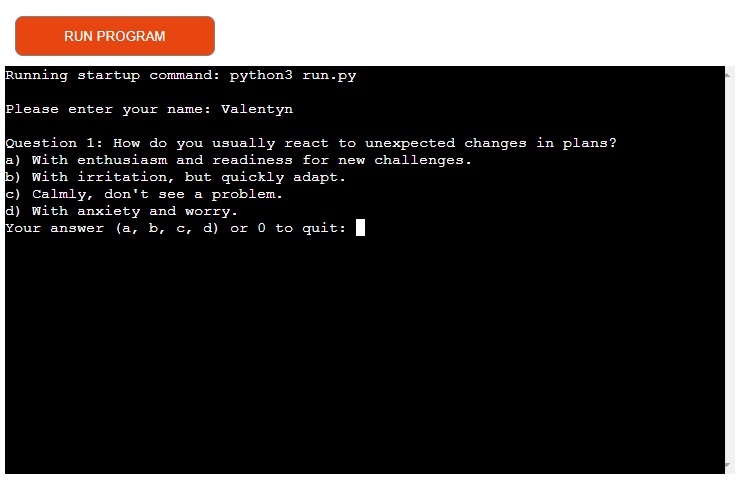 RUN PROGRAM
Running startup command: python3 run.py
Please enter your name: Valentyn
Question 1: How do you usually react to unexpected changes in plans?
a) With enthusiasm and readiness for new challenges.
b) With irritation, but quickly adapt.
c) Calmly, don't see a problem.
d) With anxiety and worry.
Your answer (a, b, c, d) or 0 to quit: